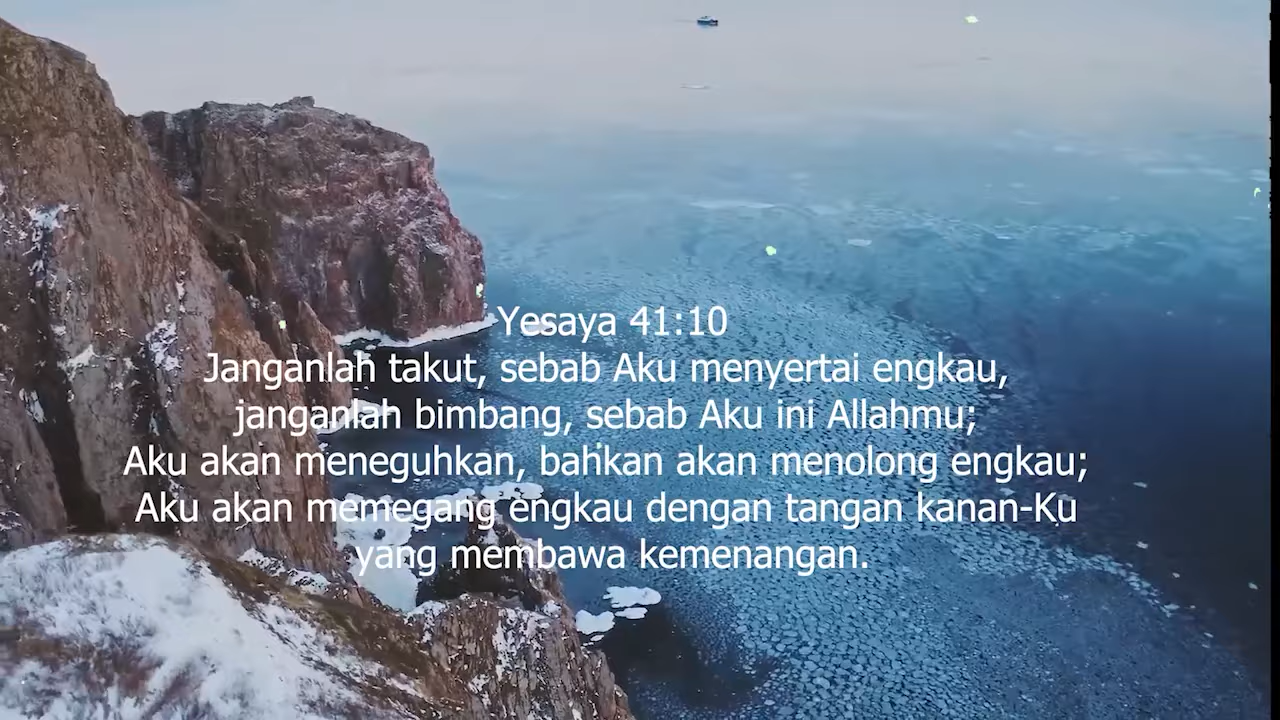 Yesaya 41:10
Janganlah takut, sebab Aku menyertai engkau,
janganlah bimbang, sebab Aku ini Allahmu;
Aku akan meneguhkan, bahkan akan menolong engkau;
Aku akan memegang engkau dengan tangan kanan-Ku
yang membawa kemenangan.